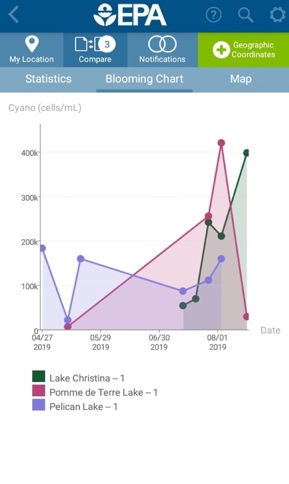 EPA
?
My Location
Compare
3
Notifications
Geographic
Coordinates
Statistics
Blooming Chart
Map
Cyano (cells/mL)
400k
300k
200k
100k
0
04/27
2019
05/29
2019
06/30
2019
08/01
2019
Date
Lake Christina -- 1
Pomme de Terre Lake -- 1
Pelican Lake -- 1